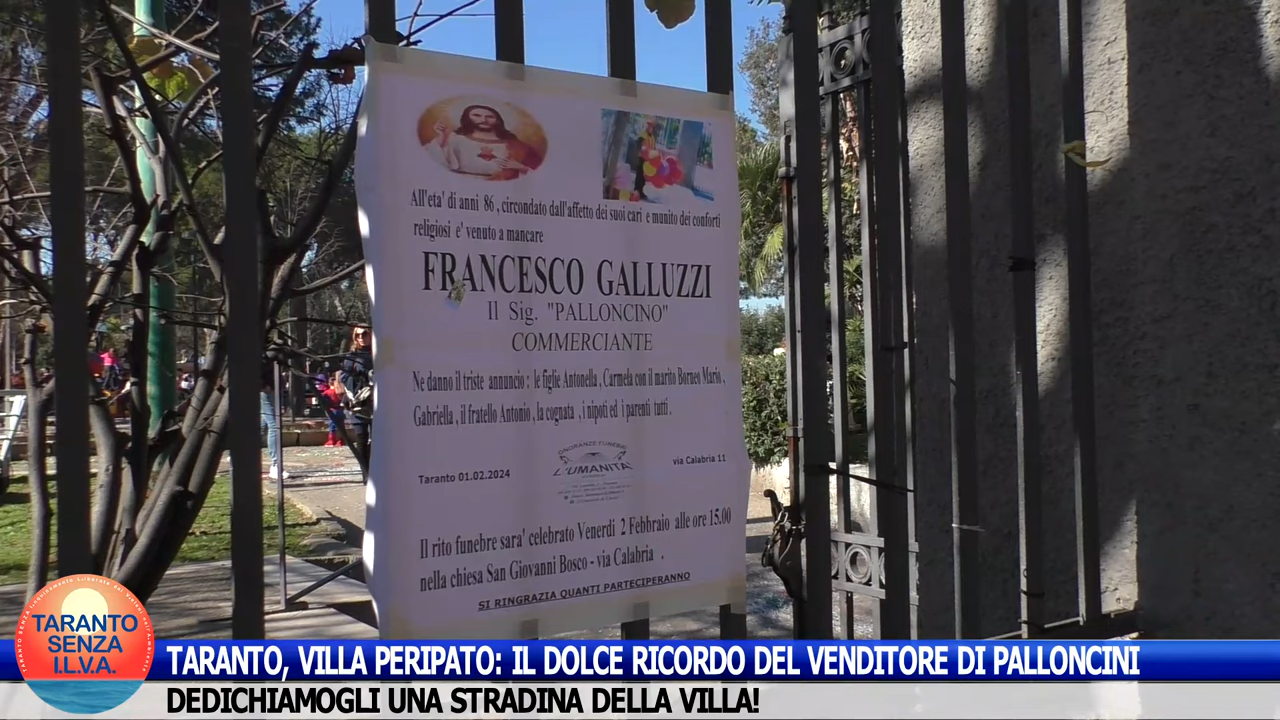 All'eta' di anni 86 , circondato dall'affetto dei suoi cari e munito dei conforti
religiosi e' venuto a mancare
FRANCESCO GALLUZZI
Il Sig. "PALLONCINO"
COMMERCIANTE
Ne danno il triste annuncio : le figlie Antonella , Carmela con il marito Borneo Mario ,
Gabriella , il fratello Antonio , la cognata , i nipoti ed i parenti tutti .
ONORANZE FUNEBRI
L'UMANITA'
Taranto 01.02.2024
via Calabria 11
Il rito funebre sara' celebrato Venerdi 2 Febbraio alle ore 15.00
nella chiesa San Giovanni Bosco - via Calabria .
SI RINGRAZIA QUANTI PARTECIPERANNO
TARANTO
SENZA
I.L.V.A.
TARANTO, VILLA PERIPATO: IL DOLCE RICORDO DEL VENDITORE DI PALLONCINI
DEDICHIAMOGLI UNA STRADINA DELLA VILLA!